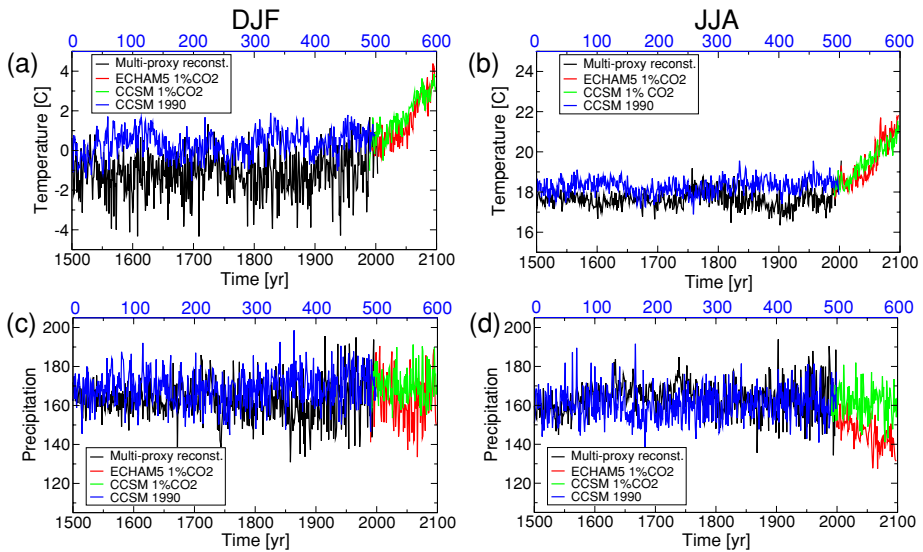 DJF
JJA
(a)
0 100 200 300 400 500 600
Temperature [C]
4
2
0
-2
-4
Multi-proxy reconst.
ECHAM5 1%CO2
CCSM 1%CO2
CCSM 1990
1500 1600 1700 1800 1900 2000 2100
Time [yr]
(b)
0 100 200 300 400 500 600
Temperature [C]
24
22
20
18
16
Multi-proxy reconst.
ECHAM5 1%CO2
CCSM 1% CO2
CCSM 1990
1500 1600 1700 1800 1900 2000 2100
Time [yr]
(c)
0 100 200 300 400 500 600
Precipitation
200
180
160
140
120
Multi-proxy reconst.
ECHAM5 1%CO2
CCSM 1%CO2
CCSM 1990
1500 1600 1700 1800 1900 2000 2100
Time [yr]
(d)
0 100 200 300 400 500 600
Precipitation
200
180
160
140
120
Multi-proxy reconst.
ECHAM5 1%CO2
CCSM 1%CO2
CCSM 1990
1500 1600 1700 1800 1900 2000 2100
Time [yr]